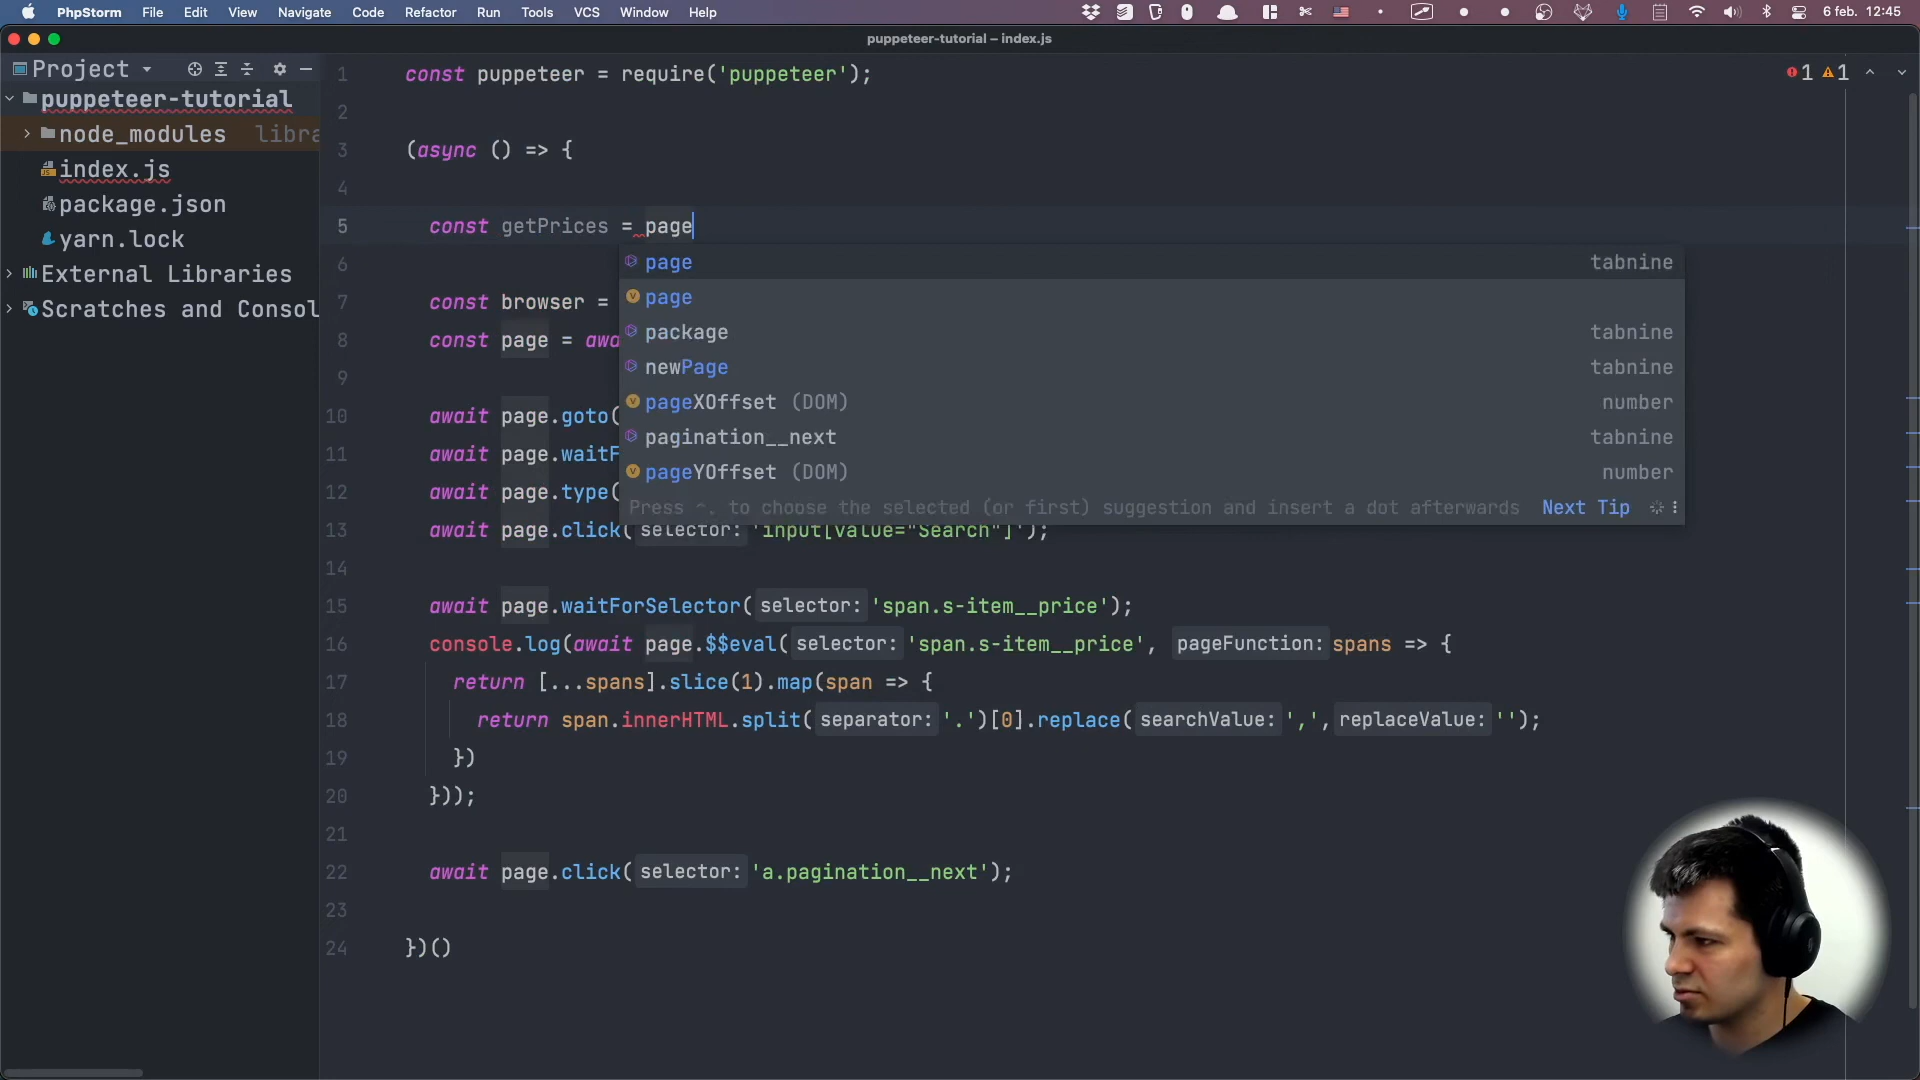 PhpStorm File Edit View Navigate Code Refactor Run Tools VCS Window Help 6 feb. 12:45
puppeteer-tutorial – index.js
Project
puppeteer-tutorial
node_modules libra
index.js
package.json
yarn.lock
External Libraries
Scratches and Consol
1 1
1 const puppeteer = require('puppeteer');
2
3 (async () => {
4
5 const getPrices = page
6
7 const browser =
8 const page = awa
9
10 await page.goto(
11 await page.waitF
12 await page.type(
13 await page.click( selector: 'input[value="Search"]');
14
15 await page.waitForSelector( selector: 'span.s-item__price');
16 console.log(await page.$$eval( selector: 'span.s-item__price', pageFunction: spans => {
17 return [...spans].slice(1).map(span => {
18 return span.innerHTML.split( separator: '.')[0].replace( searchValue: ',', replaceValue: '');
19 })
20 }));
21
22 await page.click( selector: 'a.pagination__next');
23
24 })()
page tabnine
page
package tabnine
newPage tabnine
pageXOffset (DOM) number
pagination__next tabnine
pageYOffset (DOM) number
Press ^. to choose the selected (or first) suggestion and insert a dot afterwards Next Tip